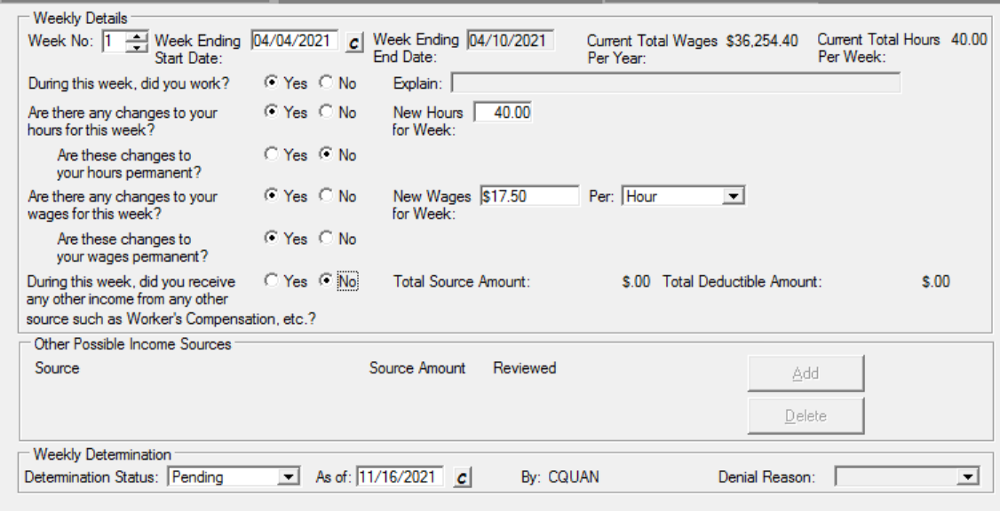 Weekly Details
Week No: 1 Week Ending 04/04/2021 c Week Ending 04/10/2021 Current Total Wages $36,254.40 Current Total Hours 40.00
Start Date: End Date: Per Year: Per Week:
During this week, did you work? Yes No Explain:
Are there any changes to your Yes No New Hours 40.00
hours for this week? for Week:
Are these changes to Yes No
your hours permanent?
Are there any changes to your Yes No New Wages $17.50 Per: Hour
wages for this week? for Week:
Are these changes to Yes No
your wages permanent?
During this week, did you receive Yes No Total Source Amount: $.00 Total Deductible Amount: $.00
any other income from any other
source such as Worker's Compensation, etc.?
Other Possible Income Sources
Source Source Amount Reviewed Add
Delete
Weekly Determination
Determination Status: Pending As of: 11/16/2021 c By: CQUAN Denial Reason: